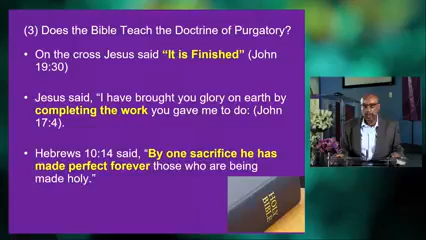 (3) Does the Bible Teach the Doctrine of Purgatory?
• On the cross Jesus said “It is Finished” (John
19:30)
• Jesus said, “I have brought you glory on earth by
completing the work you gave me to do: (John
17:4).
• Hebrews 10:14 said, “By one sacrifice he has
made perfect forever those who are being
made holy.”
HOLY
BIBLE